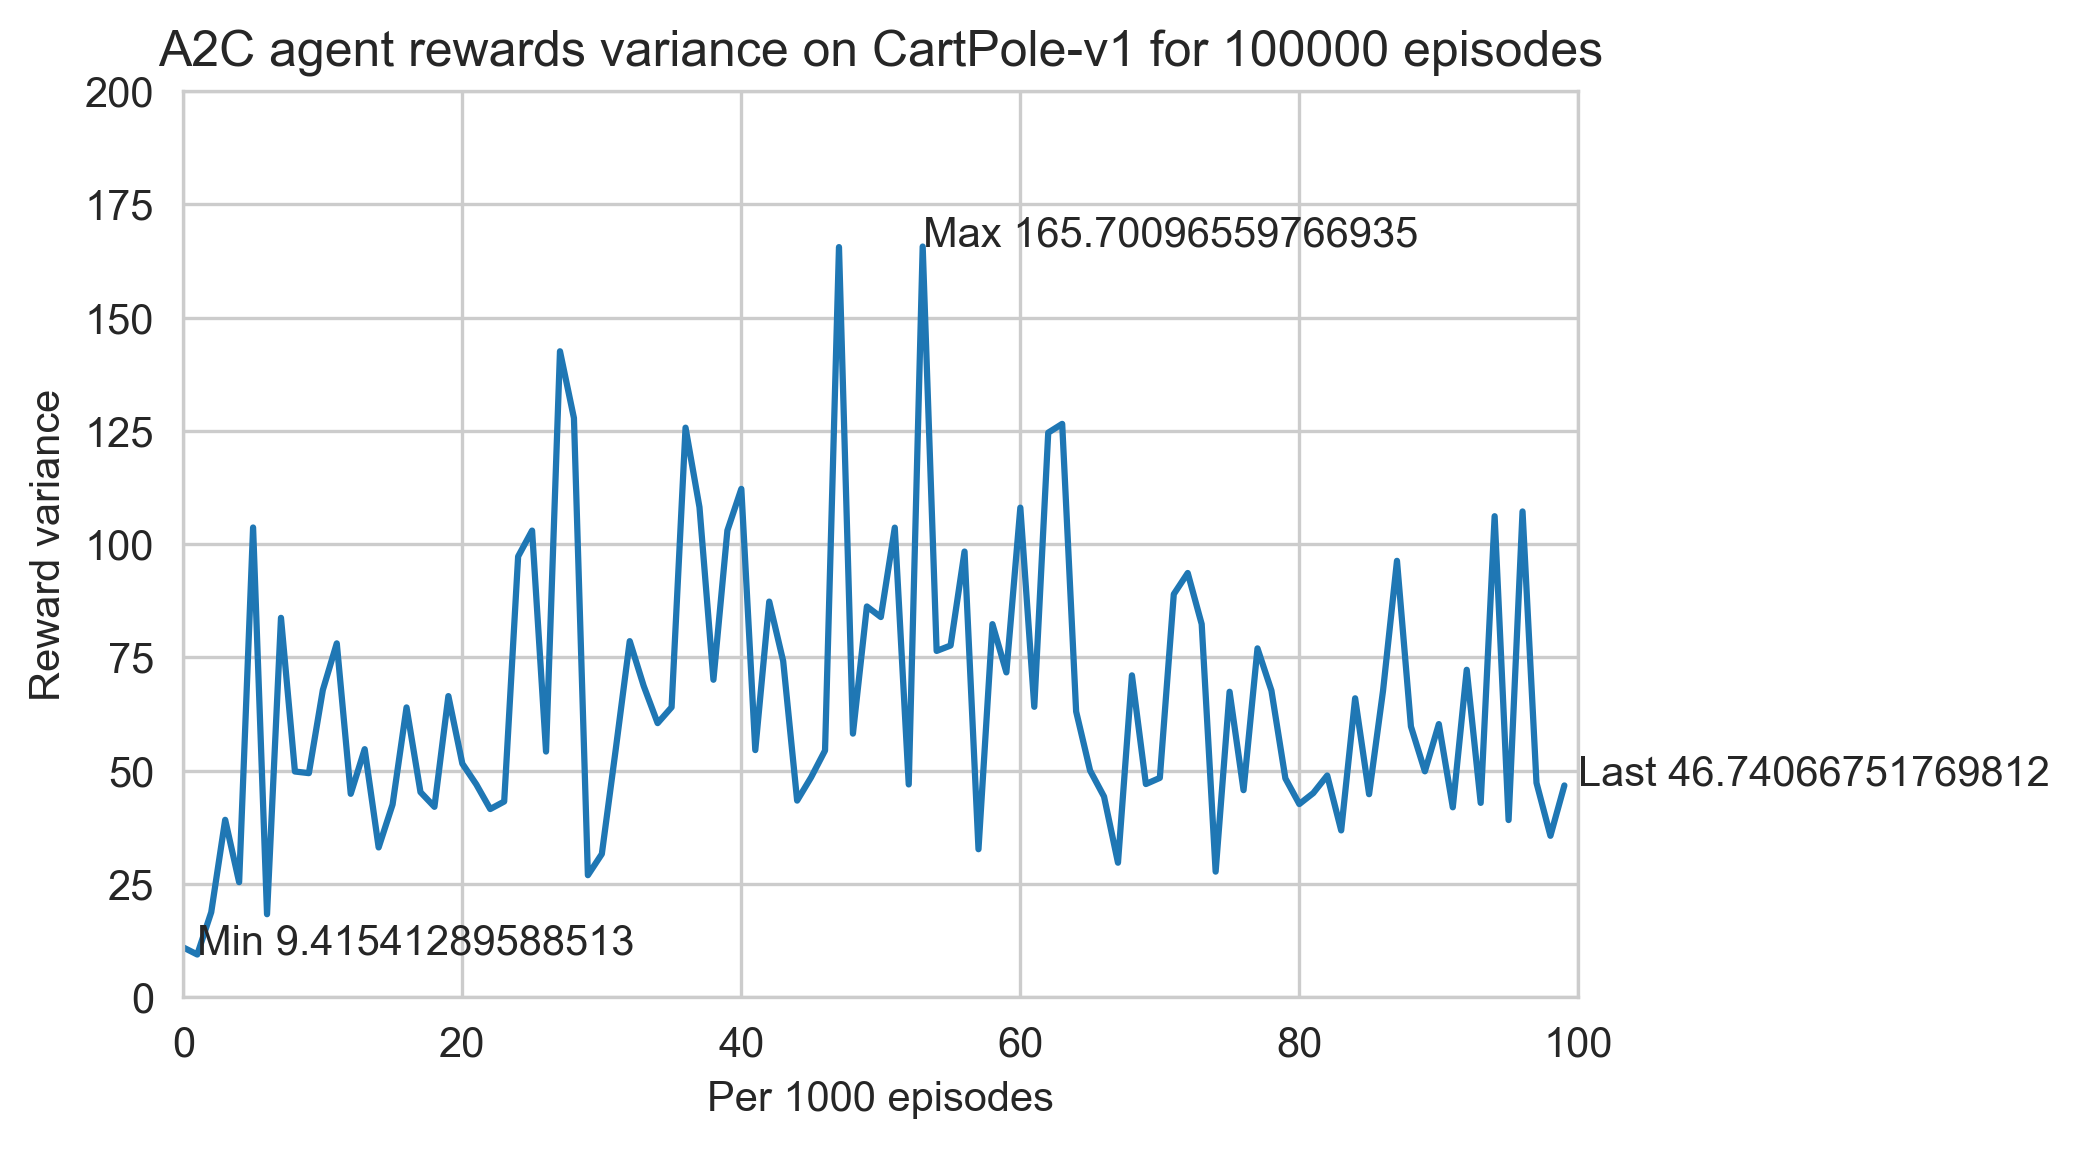 A2C agent rewards variance on CartPole-v1 for 100000 episodes
200
175
Max 165.70096559766935
150
125
Reward variance
100
75
50
Last 46.74066751769812
25
Min 9.41541289588513
0
0 20 40 60 80 100
Per 1000 episodes